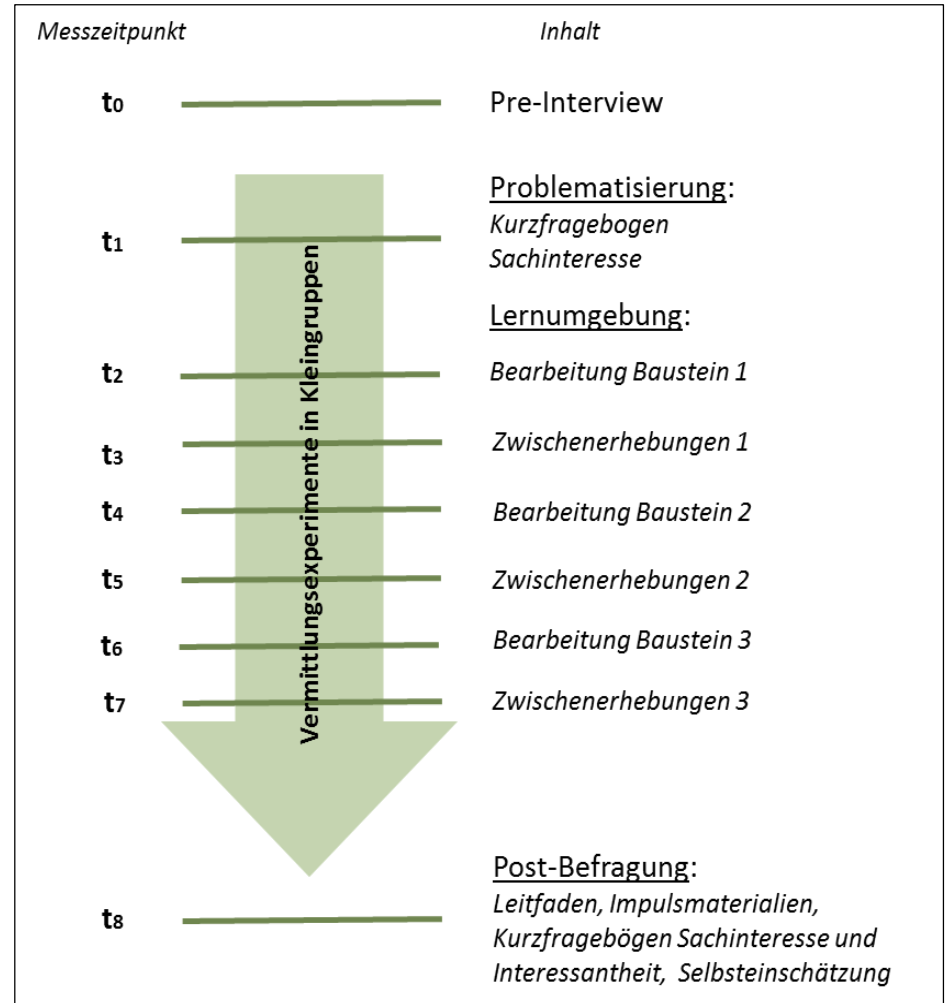 Messzeitpunkt Inhalt
t0 Pre-Interview
Problematisierung:
Kurzfragebogen
t1
Sachinteresse
Lernumgebung:
t2 Bearbeitung Baustein 1
t3 Zwischenerhebungen 1
t4 Bearbeitung Baustein 2
t5 Zwischenerhebungen 2
t6 Bearbeitung Baustein 3
t7 Zwischenerhebungen 3
Vermittlungsexperimente in Kleingruppen
Post-Befragung:
Leitfaden, Impulsmaterialien,
t8
Kurzfragebögen Sachinteresse und
Interessantheit, Selbsteinschätzung